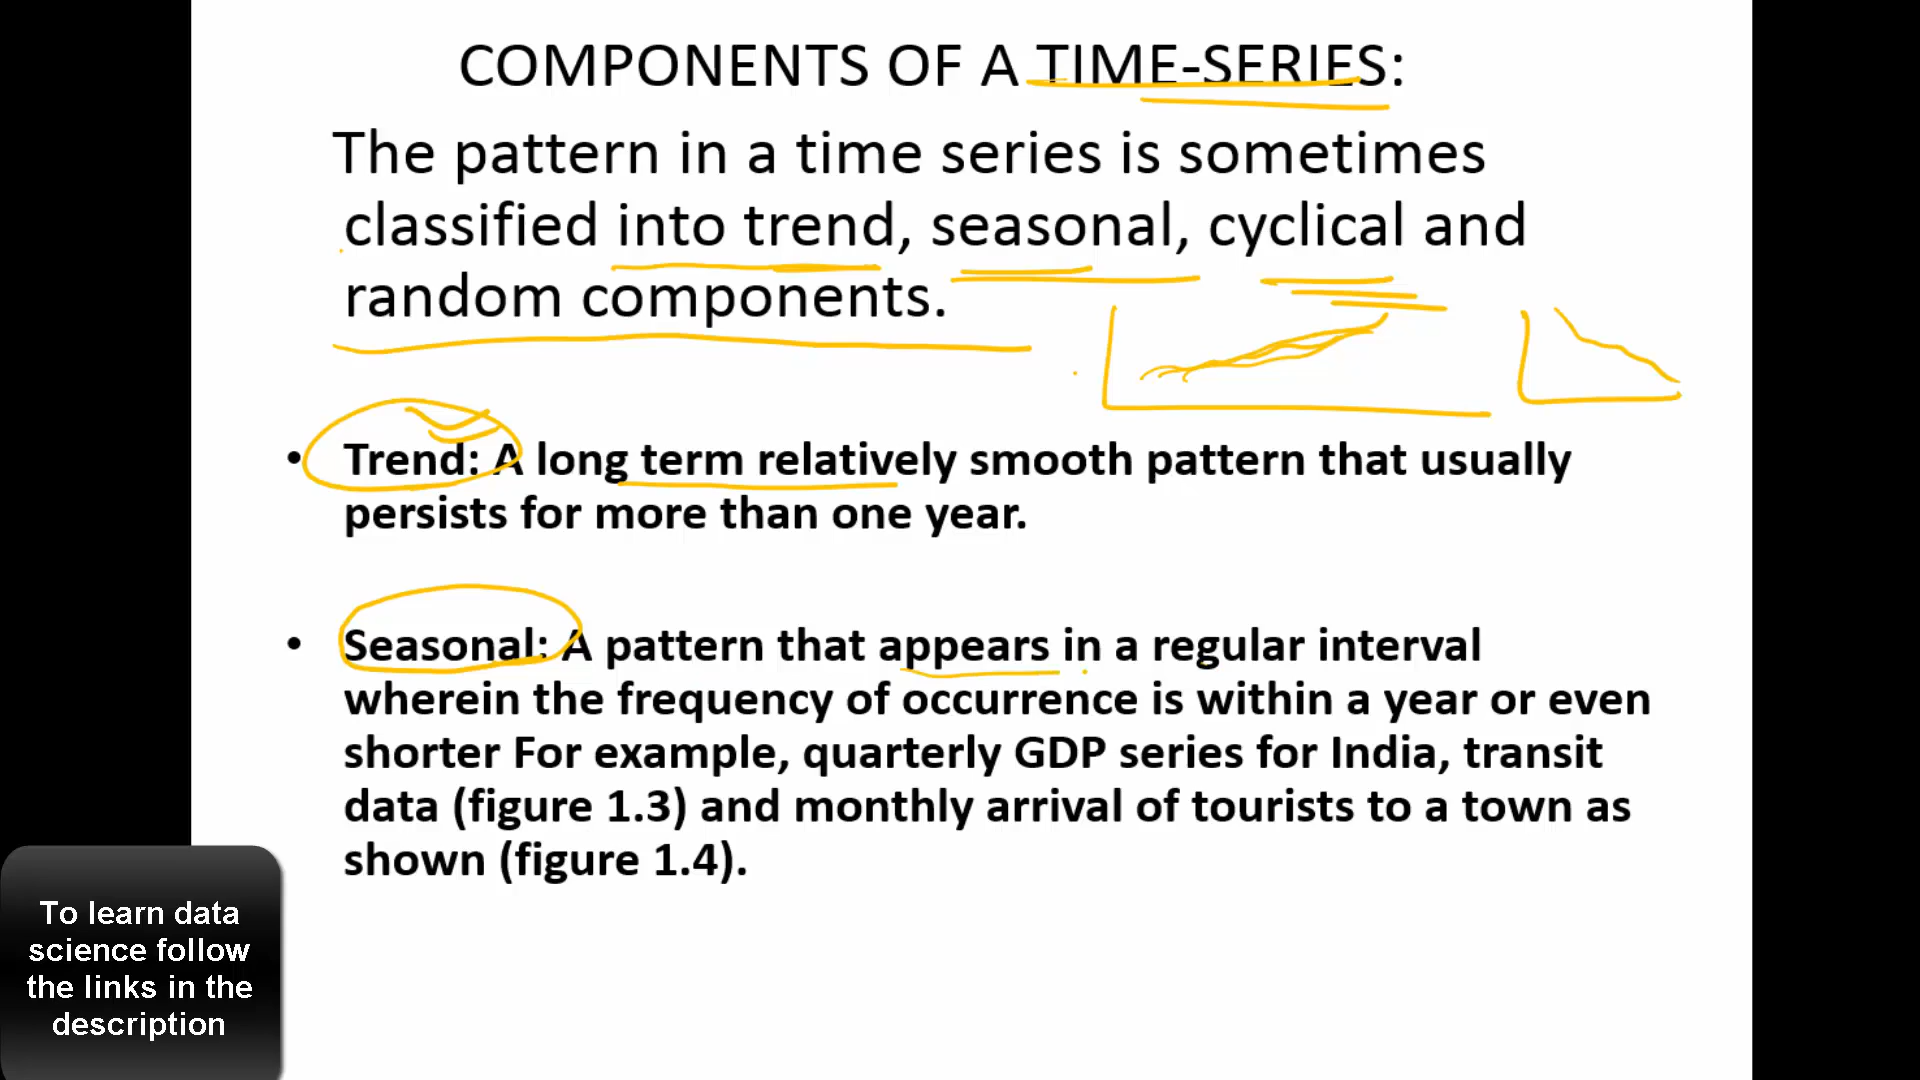 COMPONENTS OF A TIME-SERIES:
The pattern in a time series is sometimes
classified into trend, seasonal, cyclical and
random components.
• Trend: A long term relatively smooth pattern that usually
persists for more than one year.
• Seasonal: A pattern that appears in a regular interval
wherein the frequency of occurrence is within a year or even
shorter For example, quarterly GDP series for India, transit
data (figure 1.3) and monthly arrival of tourists to a town as
shown (figure 1.4).
To learn data
science follow
the links in the
description